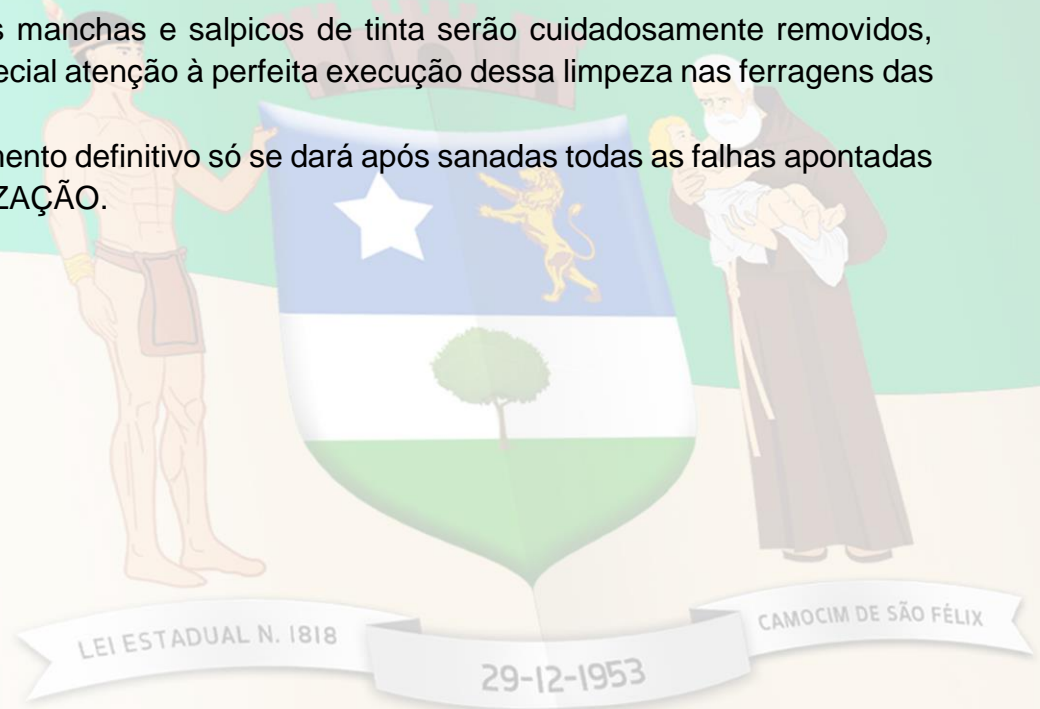 s manchas e salpicos de tinta serão cuidadosamente removidos,
ecial atenção à perfeita execução dessa limpeza nas ferragens das
nento definitivo só se dará após sanadas todas as falhas apontadas
ZAÇÃO.
LEI ESTADUAL N. 1818
29-12-1953
CAMOCIM DE SÃO FÉLIX